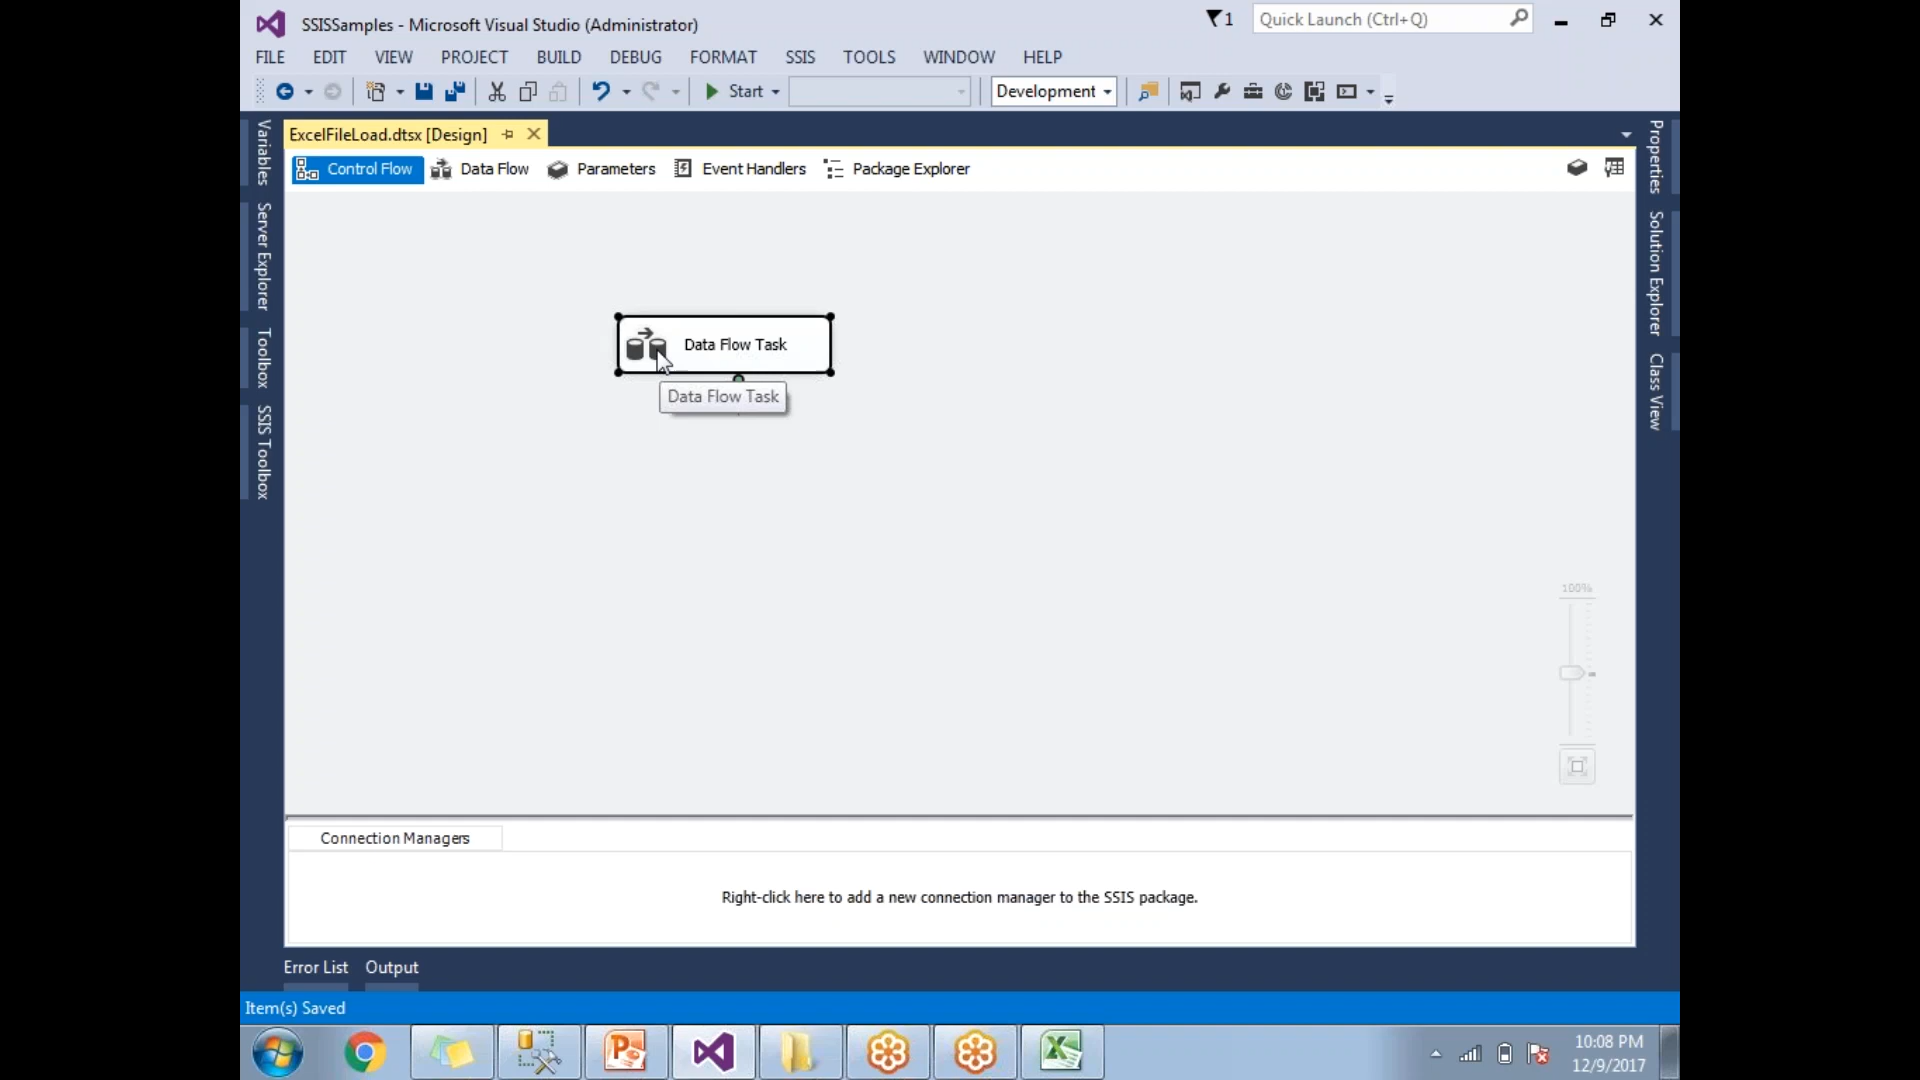 SSISSamples - Microsoft Visual Studio (Administrator)
1
Quick Launch (Ctrl+Q)
FILE EDIT VIEW PROJECT BUILD DEBUG FORMAT SSIS TOOLS WINDOW HELP
Start
Development
ExcelFileLoad.dtsx [Design]
Control Flow Data Flow Parameters Event Handlers Package Explorer
Variables
Server Explorer
Toolbox
SSIS Toolbox
Properties
Solution Explorer
Class View
Data Flow Task
Data Flow Task
100%
Connection Managers
Right-click here to add a new connection manager to the SSIS package.
Error List Output
Item(s) Saved
10:08 PM
12/9/2017